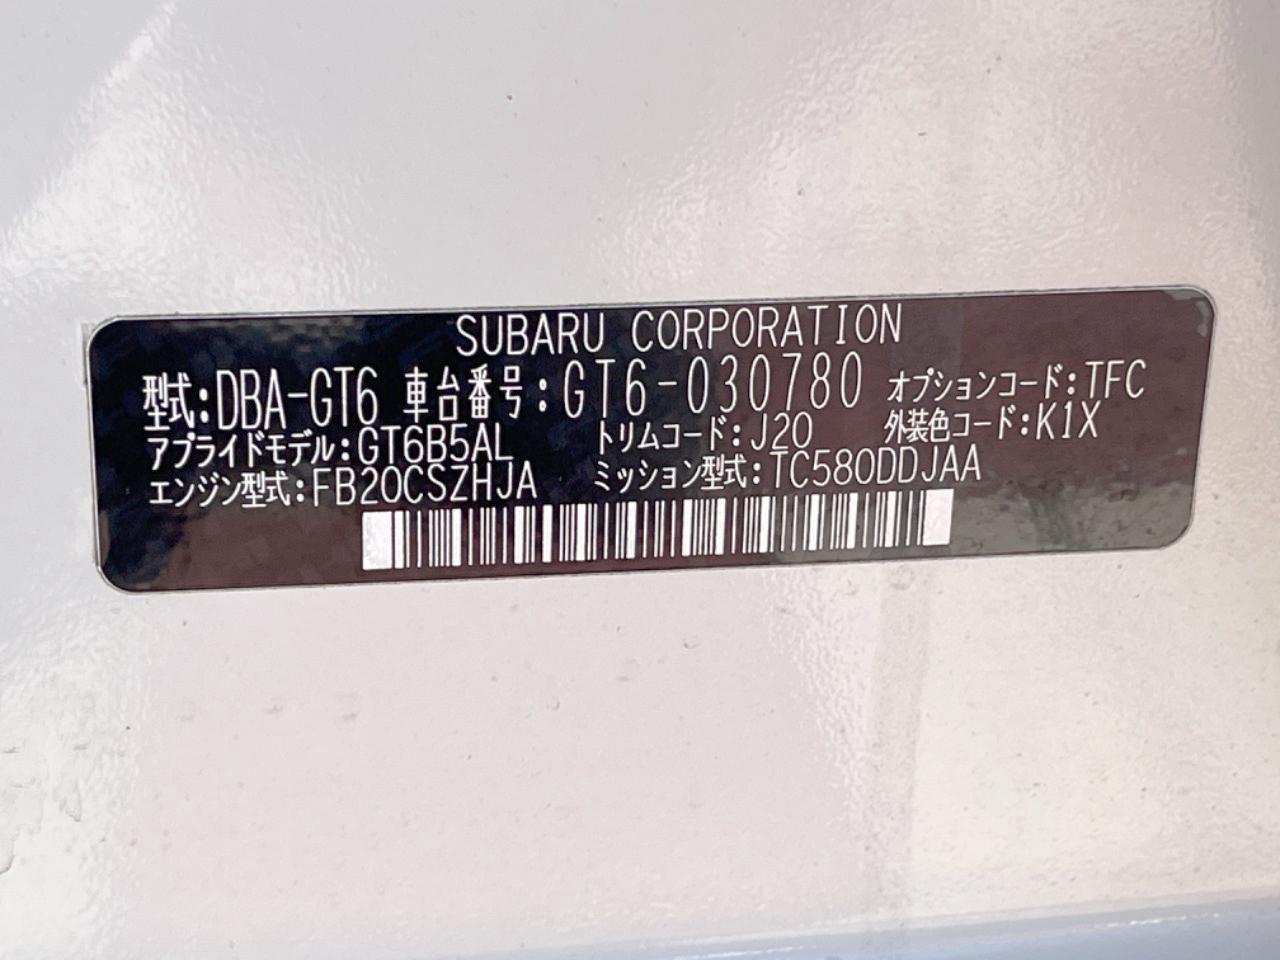 SUBARU CORPORATION
型式:DBA-GT6 車台番号:GT6-030780 オプションコード:TFC
アプライドモデル:GT6B5AL トリムコード:J20 外装色コード:K1X
エンジン型式:FB20CSZHJA ミッション型式:TC580DDJAA